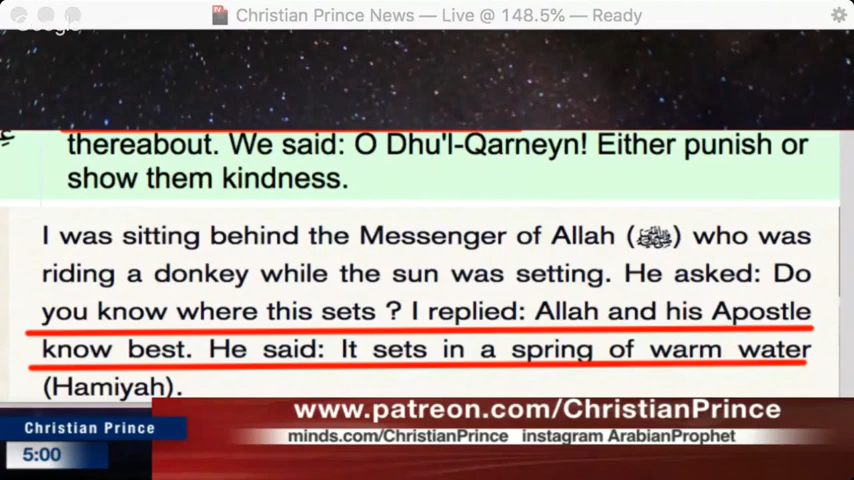 Christian Prince News — Live @ 148.5% — Ready
Google
thereabout. We said: O Dhu'l-Qarneyn! Either punish or
show them kindness.
I was sitting behind the Messenger of Allah (ﷺ) who was
riding a donkey while the sun was setting. He asked: Do
you know where this sets ? I replied: Allah and his Apostle
know best. He said: It sets in a spring of warm water
(Hamiyah).
www.patreon.com/ChristianPrince
Christian Prince
minds.com/ChristianPrince instagram ArabianProphet
5:00